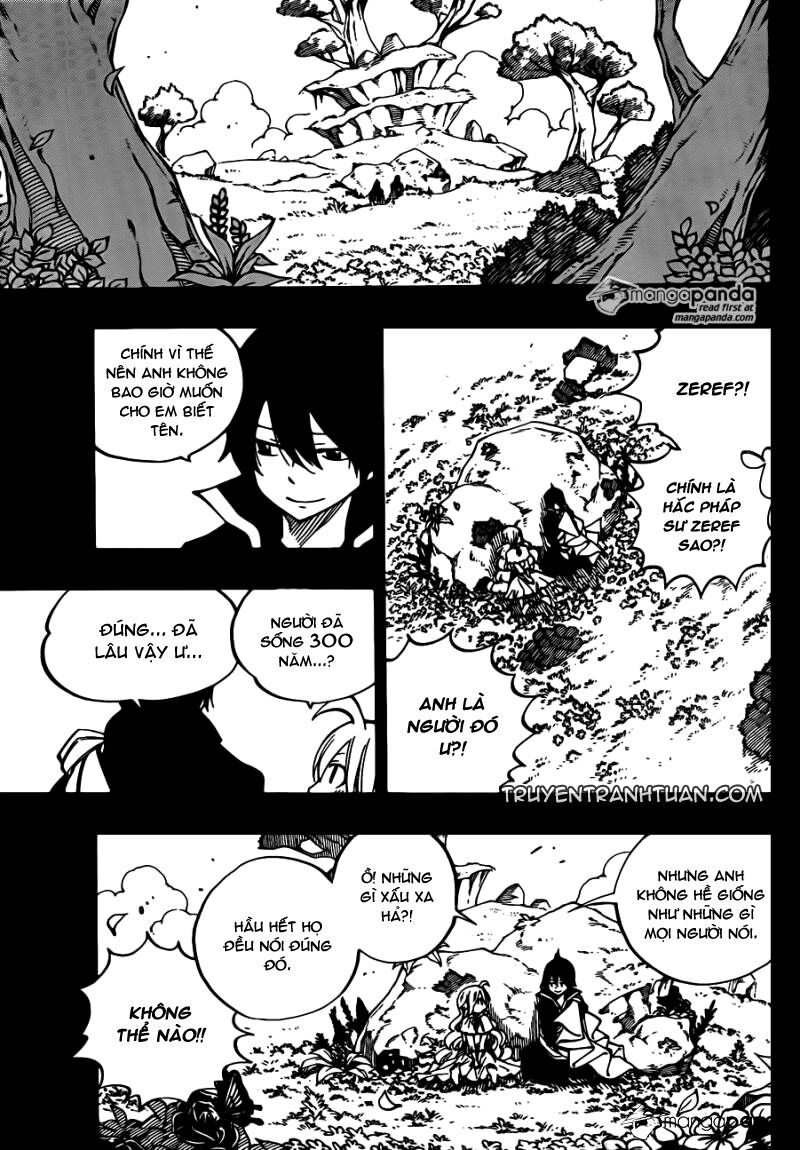 mangapanda
read first at
mangapanda.com
ZEREF?!
CHÍNH LÀ
HẮC PHÁP
SƯ ZEREF
SAO?!
ANH LÀ
NGƯỜI ĐÓ
Ư?!
CHÍNH VÌ THẾ
NÊN ANH KHÔNG
BAO GIỜ MUỐN
CHO EM BIẾT
TÊN.
NGƯỜI ĐÃ
SỐNG 300
NĂM...?
ĐÚNG... ĐÃ
LÂU VẬY Ư...
TRUYENTRANHTUAN.COM
NHƯNG ANH
KHÔNG HỀ GIỐNG
NHƯ NHỮNG GÌ
MỌI NGƯỜI NÓI.
Ồ! NHỮNG
GÌ XẤU XA
HẢ?!
HẦU HẾT HỌ
ĐỀU NÓI ĐÚNG
ĐÓ.
KHÔNG
THỂ NÀO!!
mangapanda